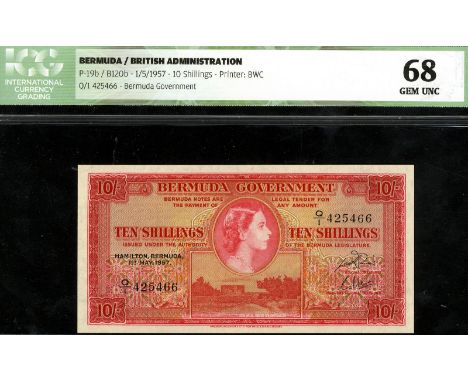 ICG
INTERNATIONAL
CURRENCY
GRADING
BERMUDA / BRITISH ADMINISTRATION
P-19b / B120b - 1/5/1957 - 10 Shillings - Printer: BWC
O/1 425466 - Bermuda Government
68
GEM UNC
10/-
10/-
BERMUDA GOVERNMENT
BERMUDA NOTES ARE LEGAL TENDER FOR
THE PAYMENT OF ANY AMOUNT
O/1 425466
TEN SHILLINGS TEN SHILLINGS
ISSUED UNDER THE AUTHORITY OF THE BERMUDA LEGISLATURE.
HAMILTON, BERMUDA.
1ST MAY, 1957.
O/1 425466
10/-
10/-